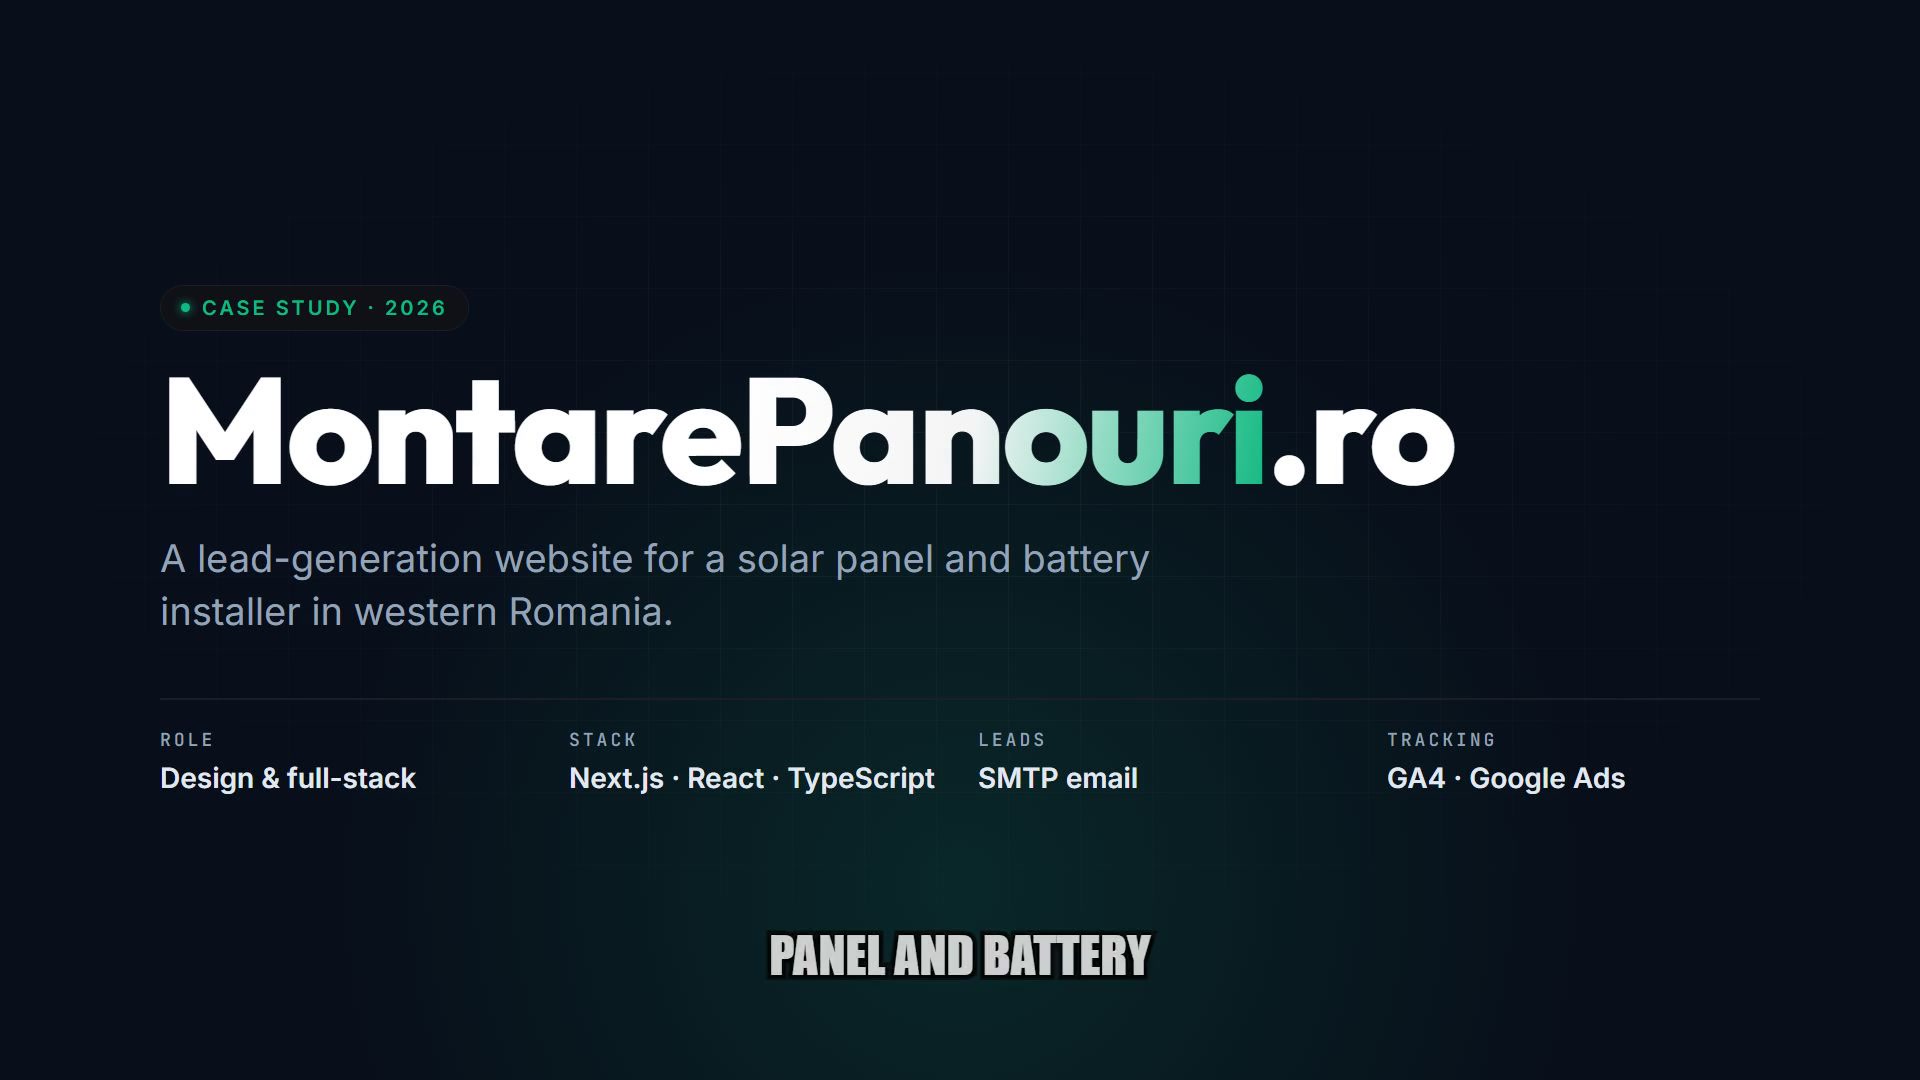 CASE STUDY · 2026
MontarePanouri.ro
A lead-generation website for a solar panel and battery
installer in western Romania.
ROLE
Design & full-stack
STACK
Next.js · React · TypeScript
LEADS
SMTP email
TRACKING
GA4 · Google Ads
PANEL AND BATTERY